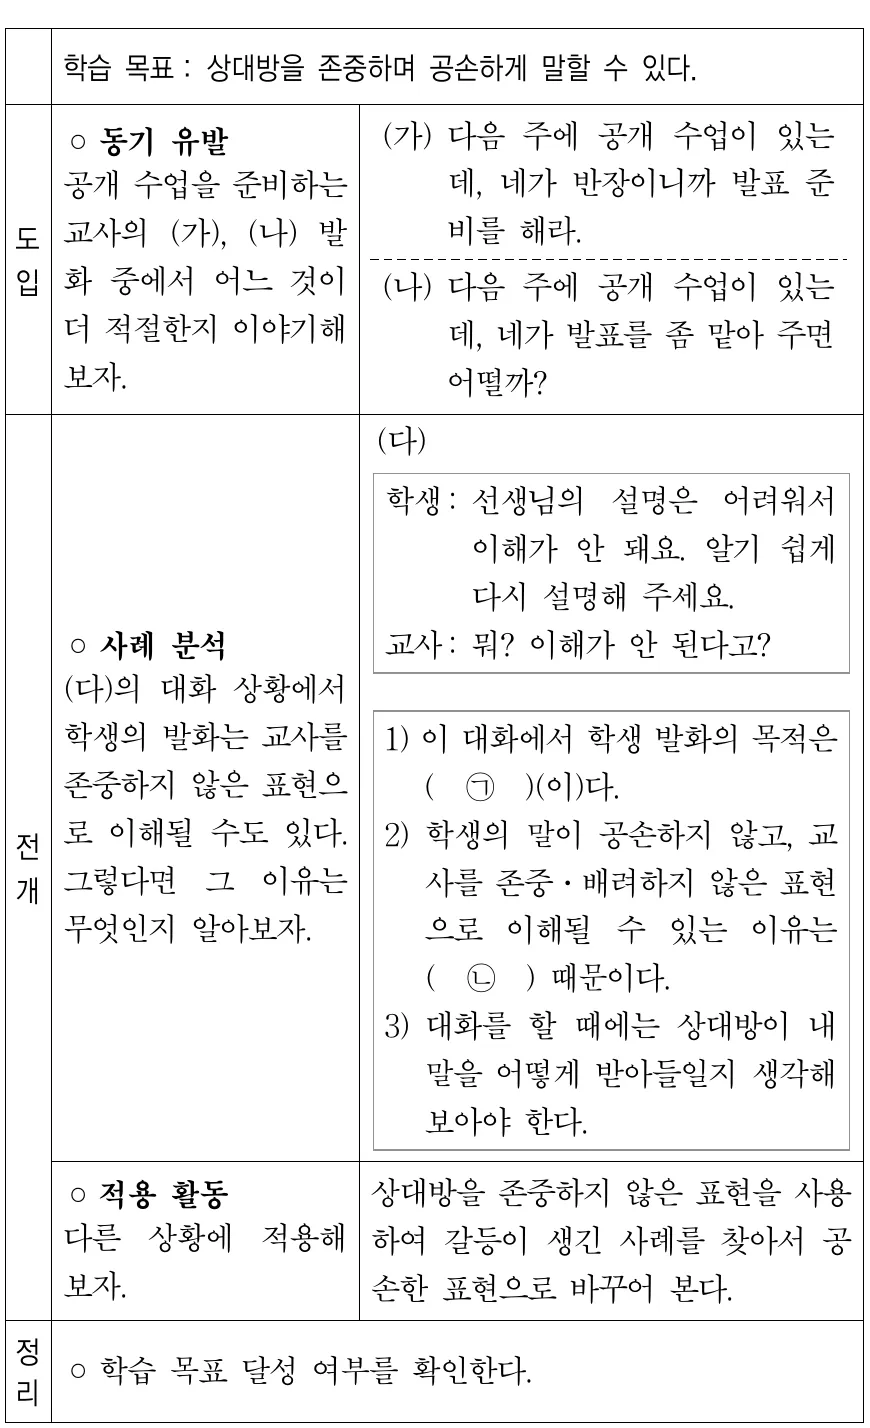 학습 목표 : 상대방을 존중하며 공손하게 말할 수 있다.
도
입
○ 동기 유발
공개 수업을 준비하는
교사의 (가), (나) 발
화 중에서 어느 것이
더 적절한지 이야기해
보자.
(가) 다음 주에 공개 수업이 있는
데, 네가 반장이니까 발표 준
비를 해라.
(나) 다음 주에 공개 수업이 있는
데, 네가 발표를 좀 맡아 주면
어떨까?
전
개
○ 사례 분석
(다)의 대화 상황에서
학생의 발화는 교사를
존중하지 않은 표현으
로 이해될 수도 있다.
그렇다면 그 이유는
무엇인지 알아보자.
(다)
학생 : 선생님의 설명은 어려워서
이해가 안 돼요. 알기 쉽게
다시 설명해 주세요.
교사 : 뭐? 이해가 안 된다고?
1) 이 대화에서 학생 발화의 목적은
( ㉠ )(이)다.
2) 학생의 말이 공손하지 않고, 교
사를 존중・배려하지 않은 표현
으로 이해될 수 있는 이유는
( ㉡ ) 때문이다.
3) 대화를 할 때에는 상대방이 내
말을 어떻게 받아들일지 생각해
보아야 한다.
○ 적용 활동
다른 상황에 적용해
보자.
상대방을 존중하지 않은 표현을 사용
하여 갈등이 생긴 사례를 찾아서 공
손한 표현으로 바꾸어 본다.
정
리
○ 학습 목표 달성 여부를 확인한다.